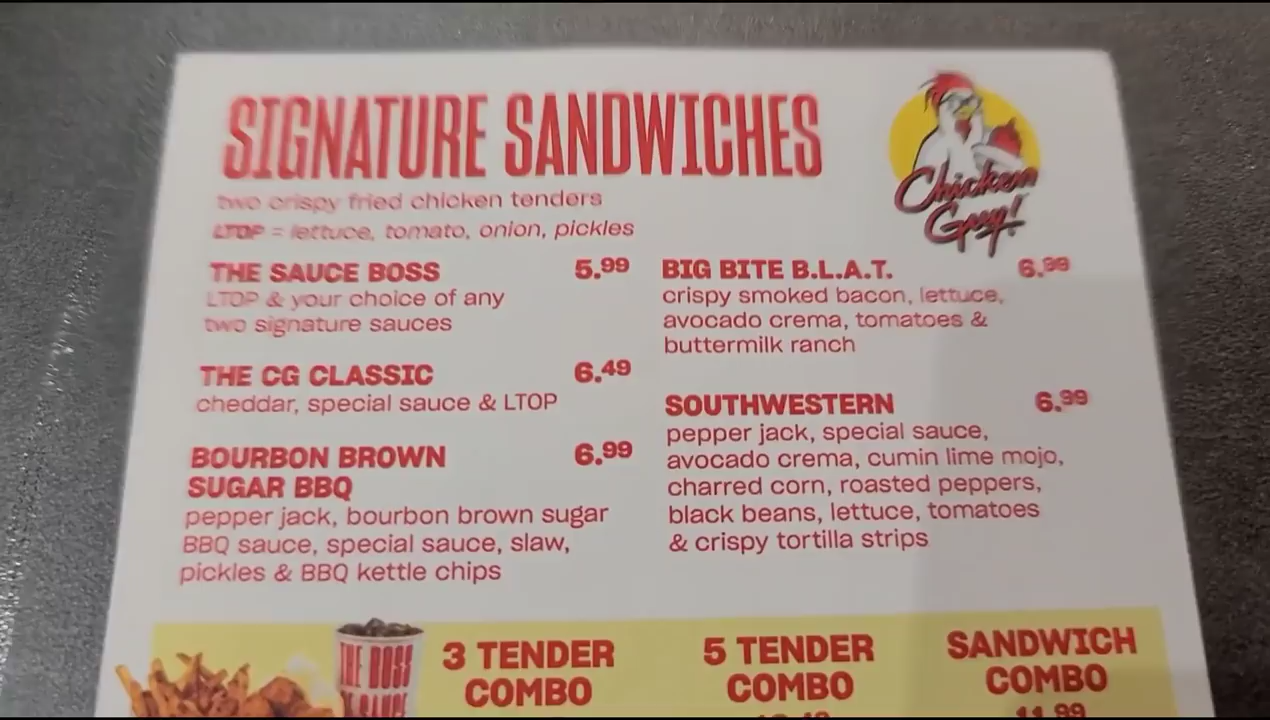 SIGNATURE SANDWICHES
two crispy fried chicken tenders
LTOP = lettuce, tomato, onion, pickles
Chicken
Guy!
THE SAUCE BOSS 5.99
LTOP & your choice of any
two signature sauces
THE CG CLASSIC 6.49
cheddar, special sauce & LTOP
BOURBON BROWN 6.99
SUGAR BBQ
pepper jack, bourbon brown sugar
BBQ sauce, special sauce, slaw,
pickles & BBQ kettle chips
BIG BITE B.L.A.T. 6.99
crispy smoked bacon, lettuce,
avocado crema, tomatoes &
buttermilk ranch
SOUTHWESTERN 6.99
pepper jack, special sauce,
avocado crema, cumin lime mojo,
charred corn, roasted peppers,
black beans, lettuce, tomatoes
& crispy tortilla strips
THE BOSS
3 TENDER
COMBO
5 TENDER
COMBO
SANDWICH
COMBO
11.99